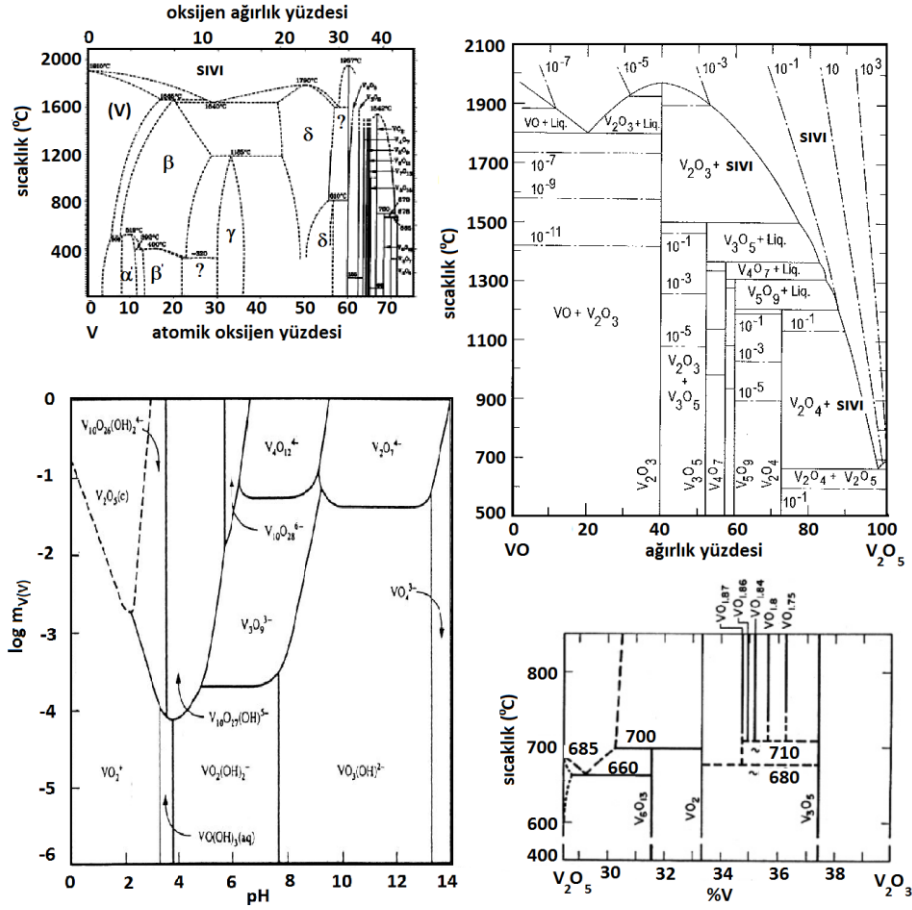 oksijen ağırlık yüzdesi
0 10 20 30 40
sıcaklık (⁰C)
2000
1600
1200
800
400
SIVI
(V)
β
δ
?
γ
δ
α'
β'
?
0 10 20 30 40 50 60 70
V
atomik oksijen yüzdesi
sıcaklık (⁰C)
2100
1900
1700
1500
1300
1100
900
700
500
10⁻⁷ 10⁻⁵ 10⁻³ 10⁻¹ 10 10³
SIVI
VO + Liq.
V₂O₃ + Liq.
10⁻⁷
10⁻⁹
10⁻¹¹
V₂O₃ + SIVI
V₃O₅ + Liq.
V₄O₇ + Liq.
V₅O₉ + Liq.
10⁻¹
10⁻³
10⁻⁵
10⁻¹
10⁻³
10⁻⁵
10⁻¹
VO + V₂O₃
V₂O₃
+
V₃O₅
V₂O₄ + SIVI
V₂O₃
V₃O₅
V₄O₇
V₅O₉
V₂O₄
V₂O₄ + V₂O₅
10⁻¹
0 20 40 60 80 100
VO
ağırlık yüzdesi
V₂O₅
log m V(V)
0
-1
-2
-3
-4
-5
-6
V₁₀O₂₆(OH)₂⁴⁻
V₂O₅(c)
V₄O₁₂⁴⁻
V₂O₇⁴⁻
V₁₀O₂₈⁶⁻
VO₄³⁻
V₃O₉³⁻
V₁₀O₂₇(OH)⁵⁻
VO₂⁺
VO₂(OH)₂⁻
VO₃(OH)²⁻
VO(OH)₃(aq)
0 2 4 6 8 10 12 14
pH
VO₁.₈₇
VO₁.₈₆
VO₁.₈₄
VO₁.₈
VO₁.₇₅
sıcaklık (⁰C)
800
700
600
400
685
660
700
710
680
V₆O₁₃
VO₂
V₃O₅
30 32 34 36 38
V₂O₅
%V
V₂O₃